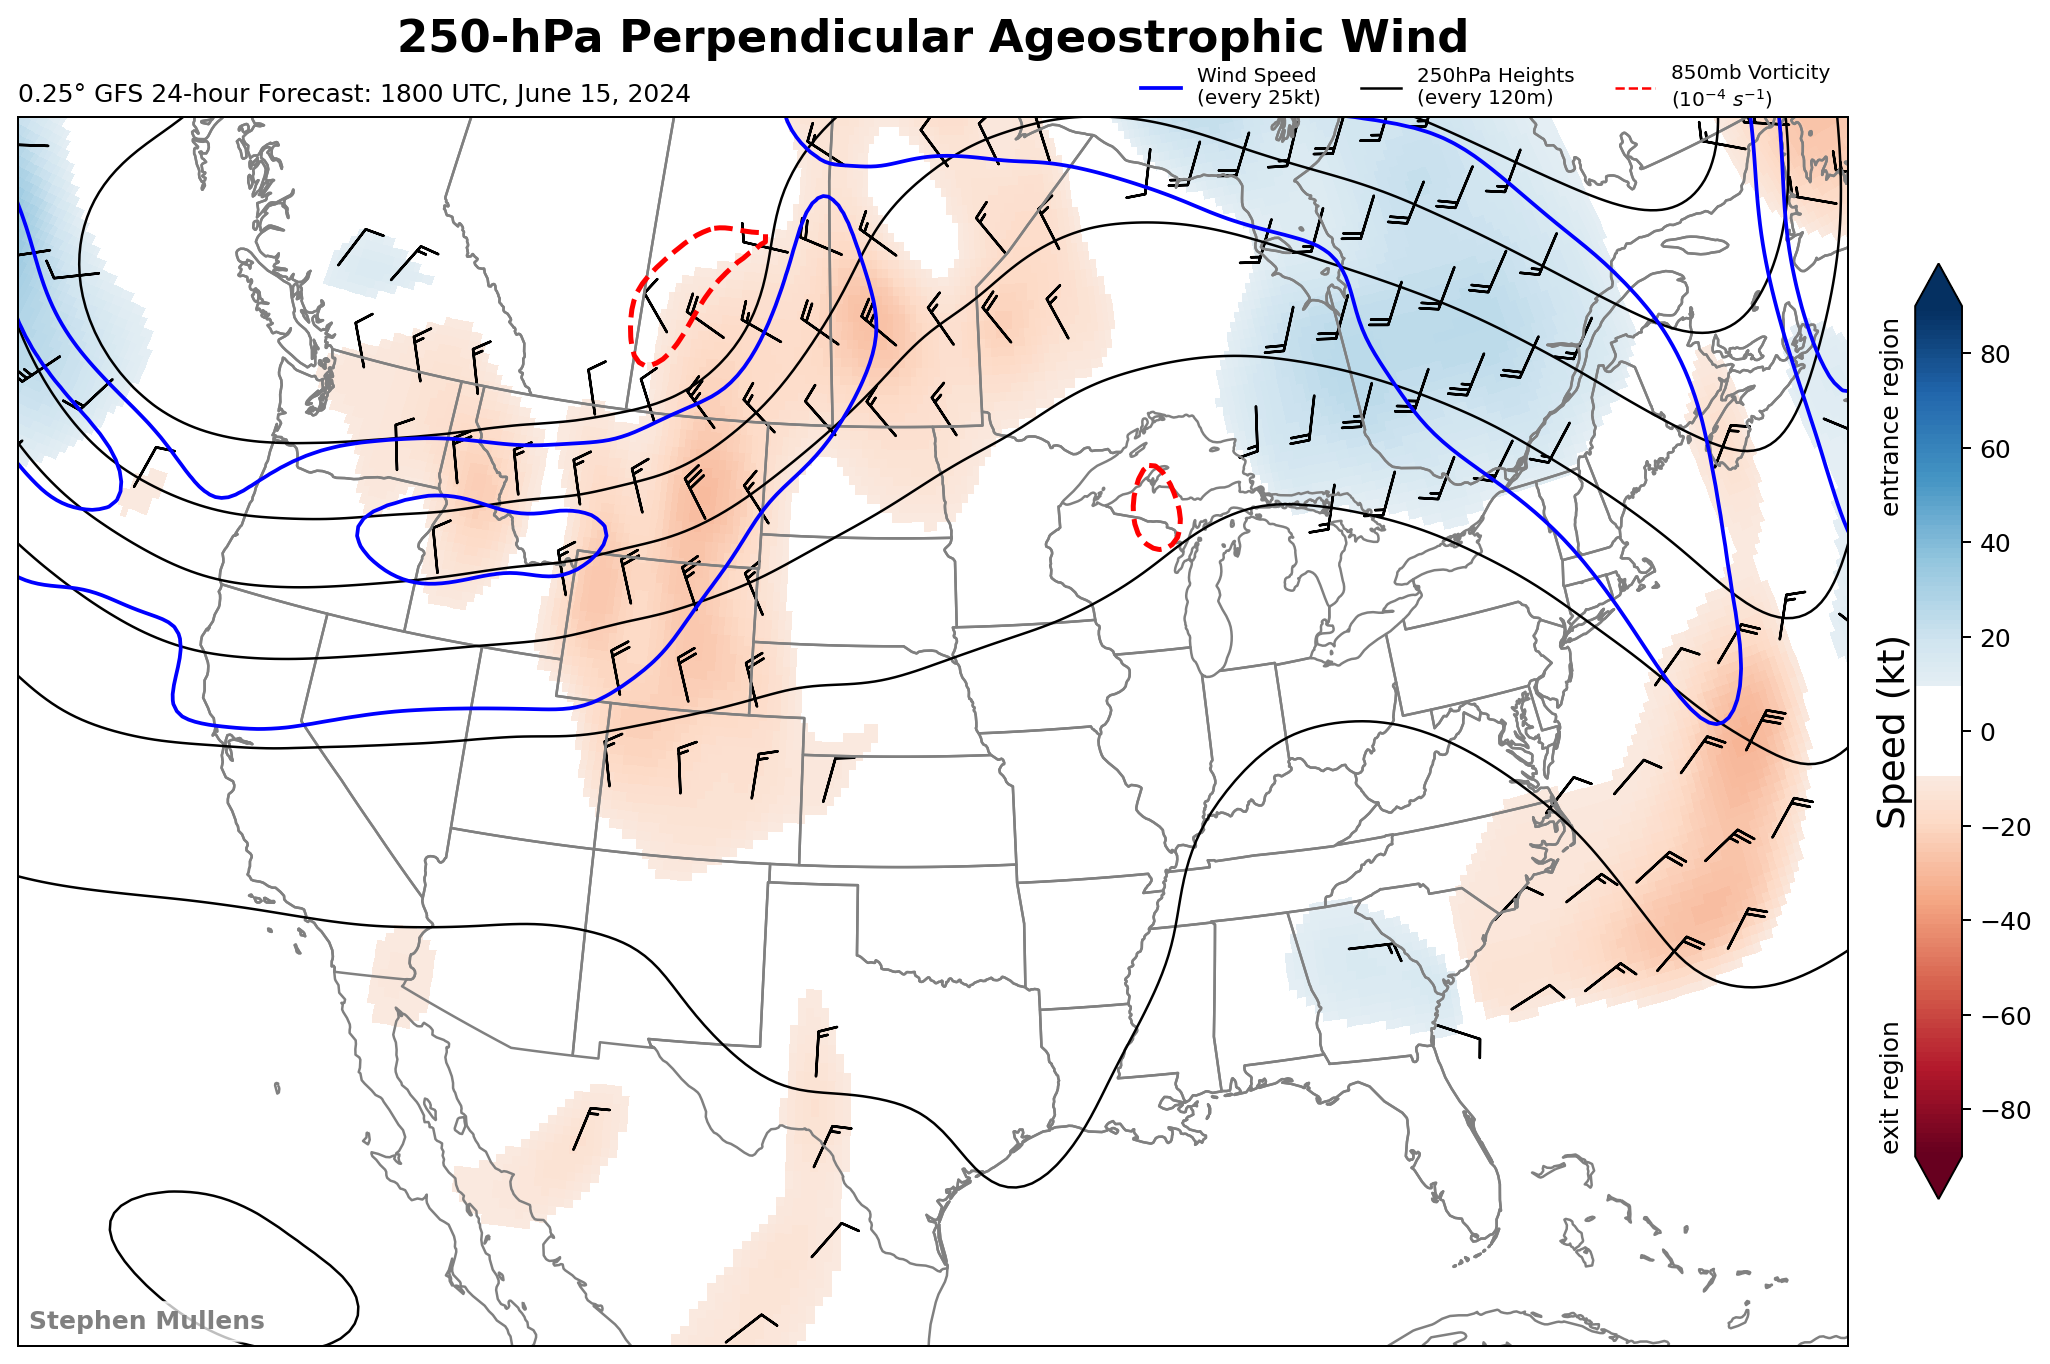 250-hPa Perpendicular Ageostrophic Wind
0.25° GFS 24-hour Forecast: 1800 UTC, June 15, 2024
Wind Speed
(every 25kt)
250hPa Heights
(every 120m)
850mb Vorticity
(10⁻⁴ s⁻¹)
entrance region
Speed (kt)
exit region
80
60
40
20
0
−20
−40
−60
−80
Stephen Mullens